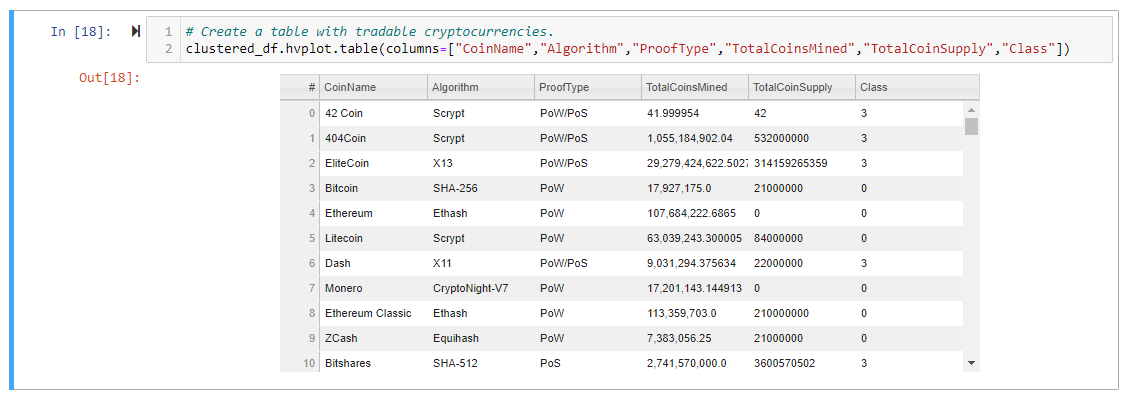 In [18]:
1 # Create a table with tradable cryptocurrencies.
2 clustered_df.hvplot.table(columns=["CoinName","Algorithm","ProofType","TotalCoinsMined","TotalCoinSupply","Class"])
Out[18]:
# CoinName Algorithm ProofType TotalCoinsMined TotalCoinSupply Class
0 42 Coin Scrypt PoW/PoS 41.999954 42 3
1 404Coin Scrypt PoW/PoS 1,055,184,902.04 532000000 3
2 EliteCoin X13 PoW/PoS 29,279,424,622.5027 314159265359 3
3 Bitcoin SHA-256 PoW 17,927,175.0 21000000 0
4 Ethereum Ethash PoW 107,684,222.6865 0 0
5 Litecoin Scrypt PoW 63,039,243.300005 84000000 0
6 Dash X11 PoW/PoS 9,031,294.375634 22000000 3
7 Monero CryptoNight-V7 PoW 17,201,143.144913 0 0
8 Ethereum Classic Ethash PoW 113,359,703.0 210000000 0
9 ZCash Equihash PoW 7,383,056.25 21000000 0
10 Bitshares SHA-512 PoS 2,741,570,000.0 3600570502 3